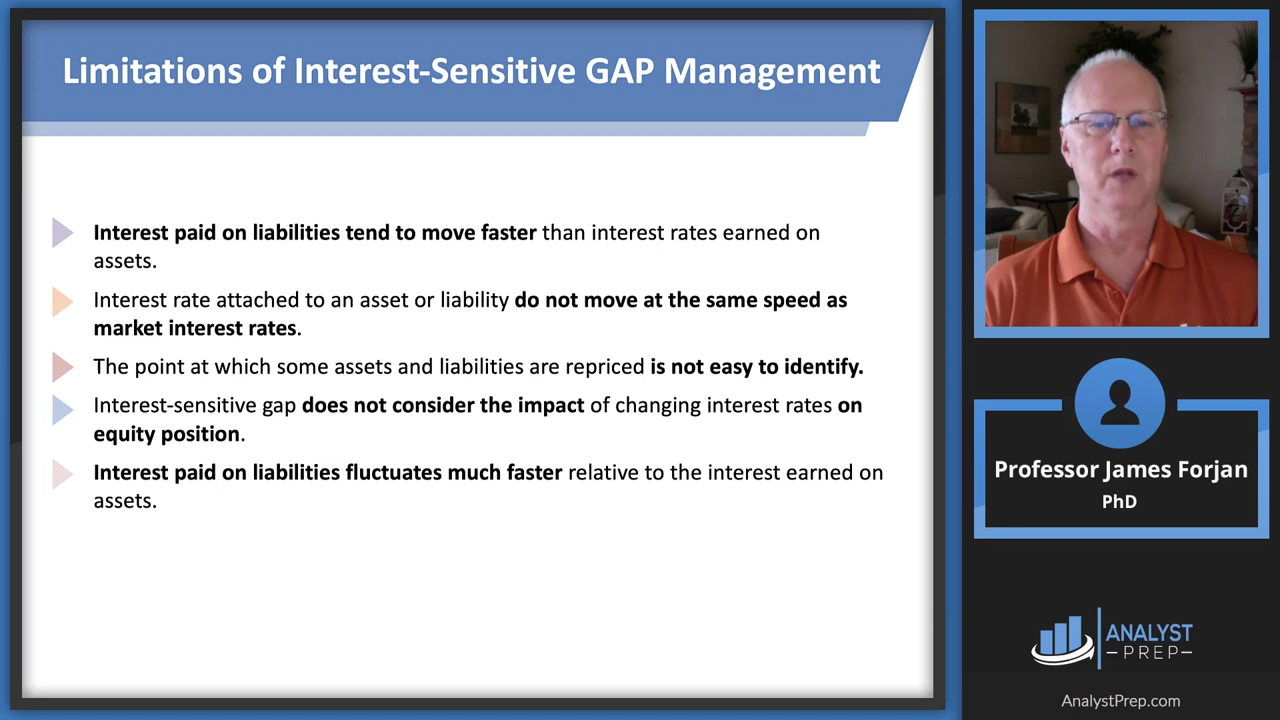 Limitations of Interest-Sensitive GAP Management
Interest paid on liabilities tend to move faster than interest rates earned on
assets.
Interest rate attached to an asset or liability do not move at the same speed as
market interest rates.
The point at which some assets and liabilities are repriced is not easy to identify.
Interest-sensitive gap does not consider the impact of changing interest rates on
equity position.
Interest paid on liabilities fluctuates much faster relative to the interest earned on
assets.
Professor James Forjan
PhD
ANALYST
–PREP–
AnalystPrep.com